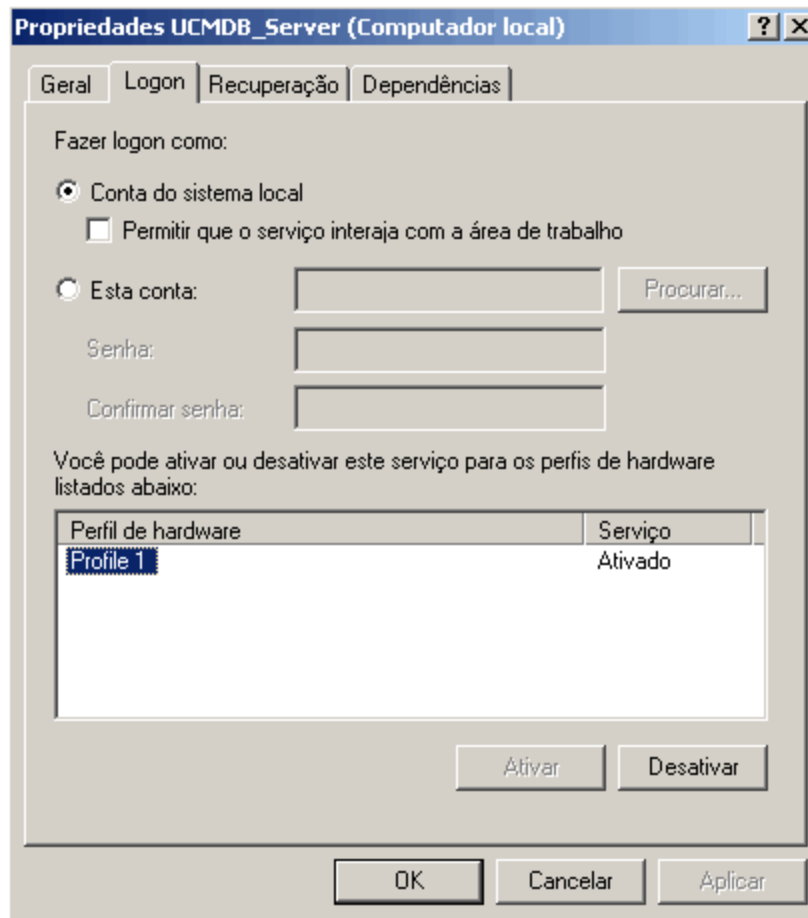 Propriedades UCMDB_Server (Computador local)
Geral Logon Recuperação Dependências
Fazer logon como:
Conta do sistema local
Permitir que o serviço interaja com a área de trabalho
Esta conta: Procurar...
Senha:
Confirmar senha:
Você pode ativar ou desativar este serviço para os perfis de hardware
listados abaixo:
Perfil de hardware Serviço
Profile 1 Ativado
Ativar Desativar
OK Cancelar Aplicar